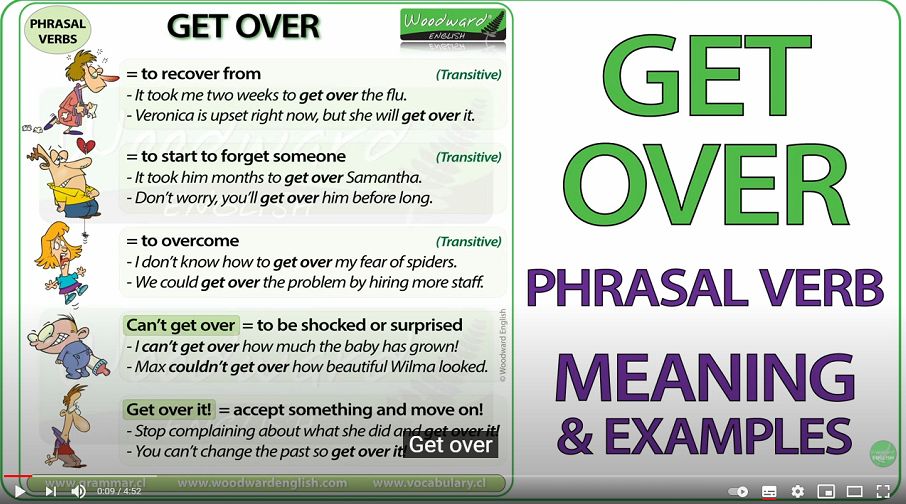 PHRASAL
VERBS
GET OVER
Woodward
ENGLISH
= to recover from (Transitive)
- It took me two weeks to get over the flu.
- Veronica is upset right now, but she will get over it.
= to start to forget someone (Transitive)
- It took him months to get over Samantha.
- Don't worry, you'll get over him before long.
= to overcome (Transitive)
- I don't know how to get over my fear of spiders.
- We could get over the problem by hiring more staff.
Can't get over = to be shocked or surprised
- I can't get over how much the baby has grown!
- Max couldn't get over how beautiful Wilma looked.
Get over it! = accept something and move on!
- Stop complaining about what she did and get over it!
- You can't change the past so get over it!
© Woodward English
www.grammar.cl www.woodwardenglish.com www.vocabulary.cl
GET
OVER
PHRASAL VERB
MEANING
& EXAMPLES
Get over
0:09 / 4:52